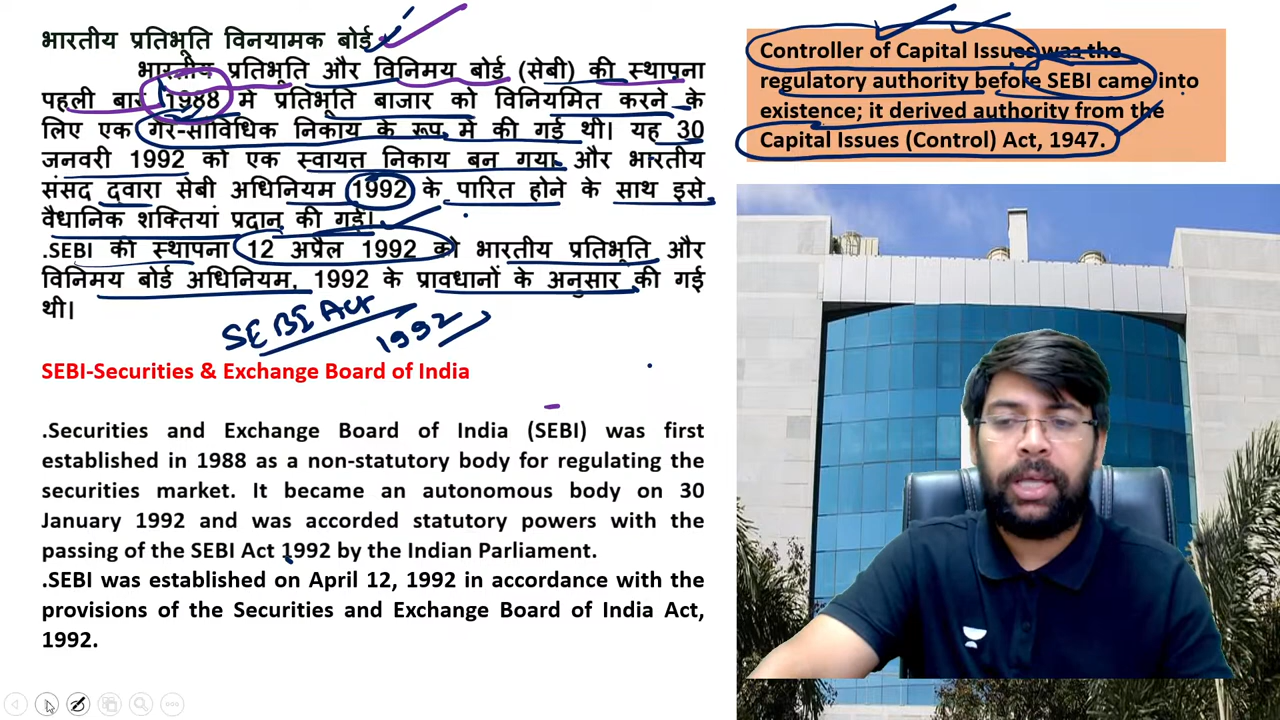 भारतीय प्रतिभूति विनयामक बोर्ड
भारतीय प्रतिभूति और विनिमय बोर्ड (सेबी) की स्थापना
पहली बार 1988 में प्रतिभूति बाजार को विनियमित करने के
लिए एक गैर-सांविधिक निकाय के रूप में की गई थी। यह 30
जनवरी 1992 को एक स्वायत्त निकाय बन गया और भारतीय
संसद द्वारा सेबी अधिनियम 1992 के पारित होने के साथ इसे
वैधानिक शक्तियां प्रदान की गईं।
.SEBI की स्थापना 12 अप्रैल 1992 को भारतीय प्रतिभूति और
विनिमय बोर्ड अधिनियम, 1992 के प्रावधानों के अनुसार की गई
थी।
SEBI Act
1992
SEBI-Securities & Exchange Board of India
.Securities and Exchange Board of India (SEBI) was first
established in 1988 as a non-statutory body for regulating the
securities market. It became an autonomous body on 30
January 1992 and was accorded statutory powers with the
passing of the SEBI Act 1992 by the Indian Parliament.
.SEBI was established on April 12, 1992 in accordance with the
provisions of the Securities and Exchange Board of India Act,
1992.
Controller of Capital Issues was the
regulatory authority before SEBI came into
existence; it derived authority from the
Capital Issues (Control) Act, 1947.